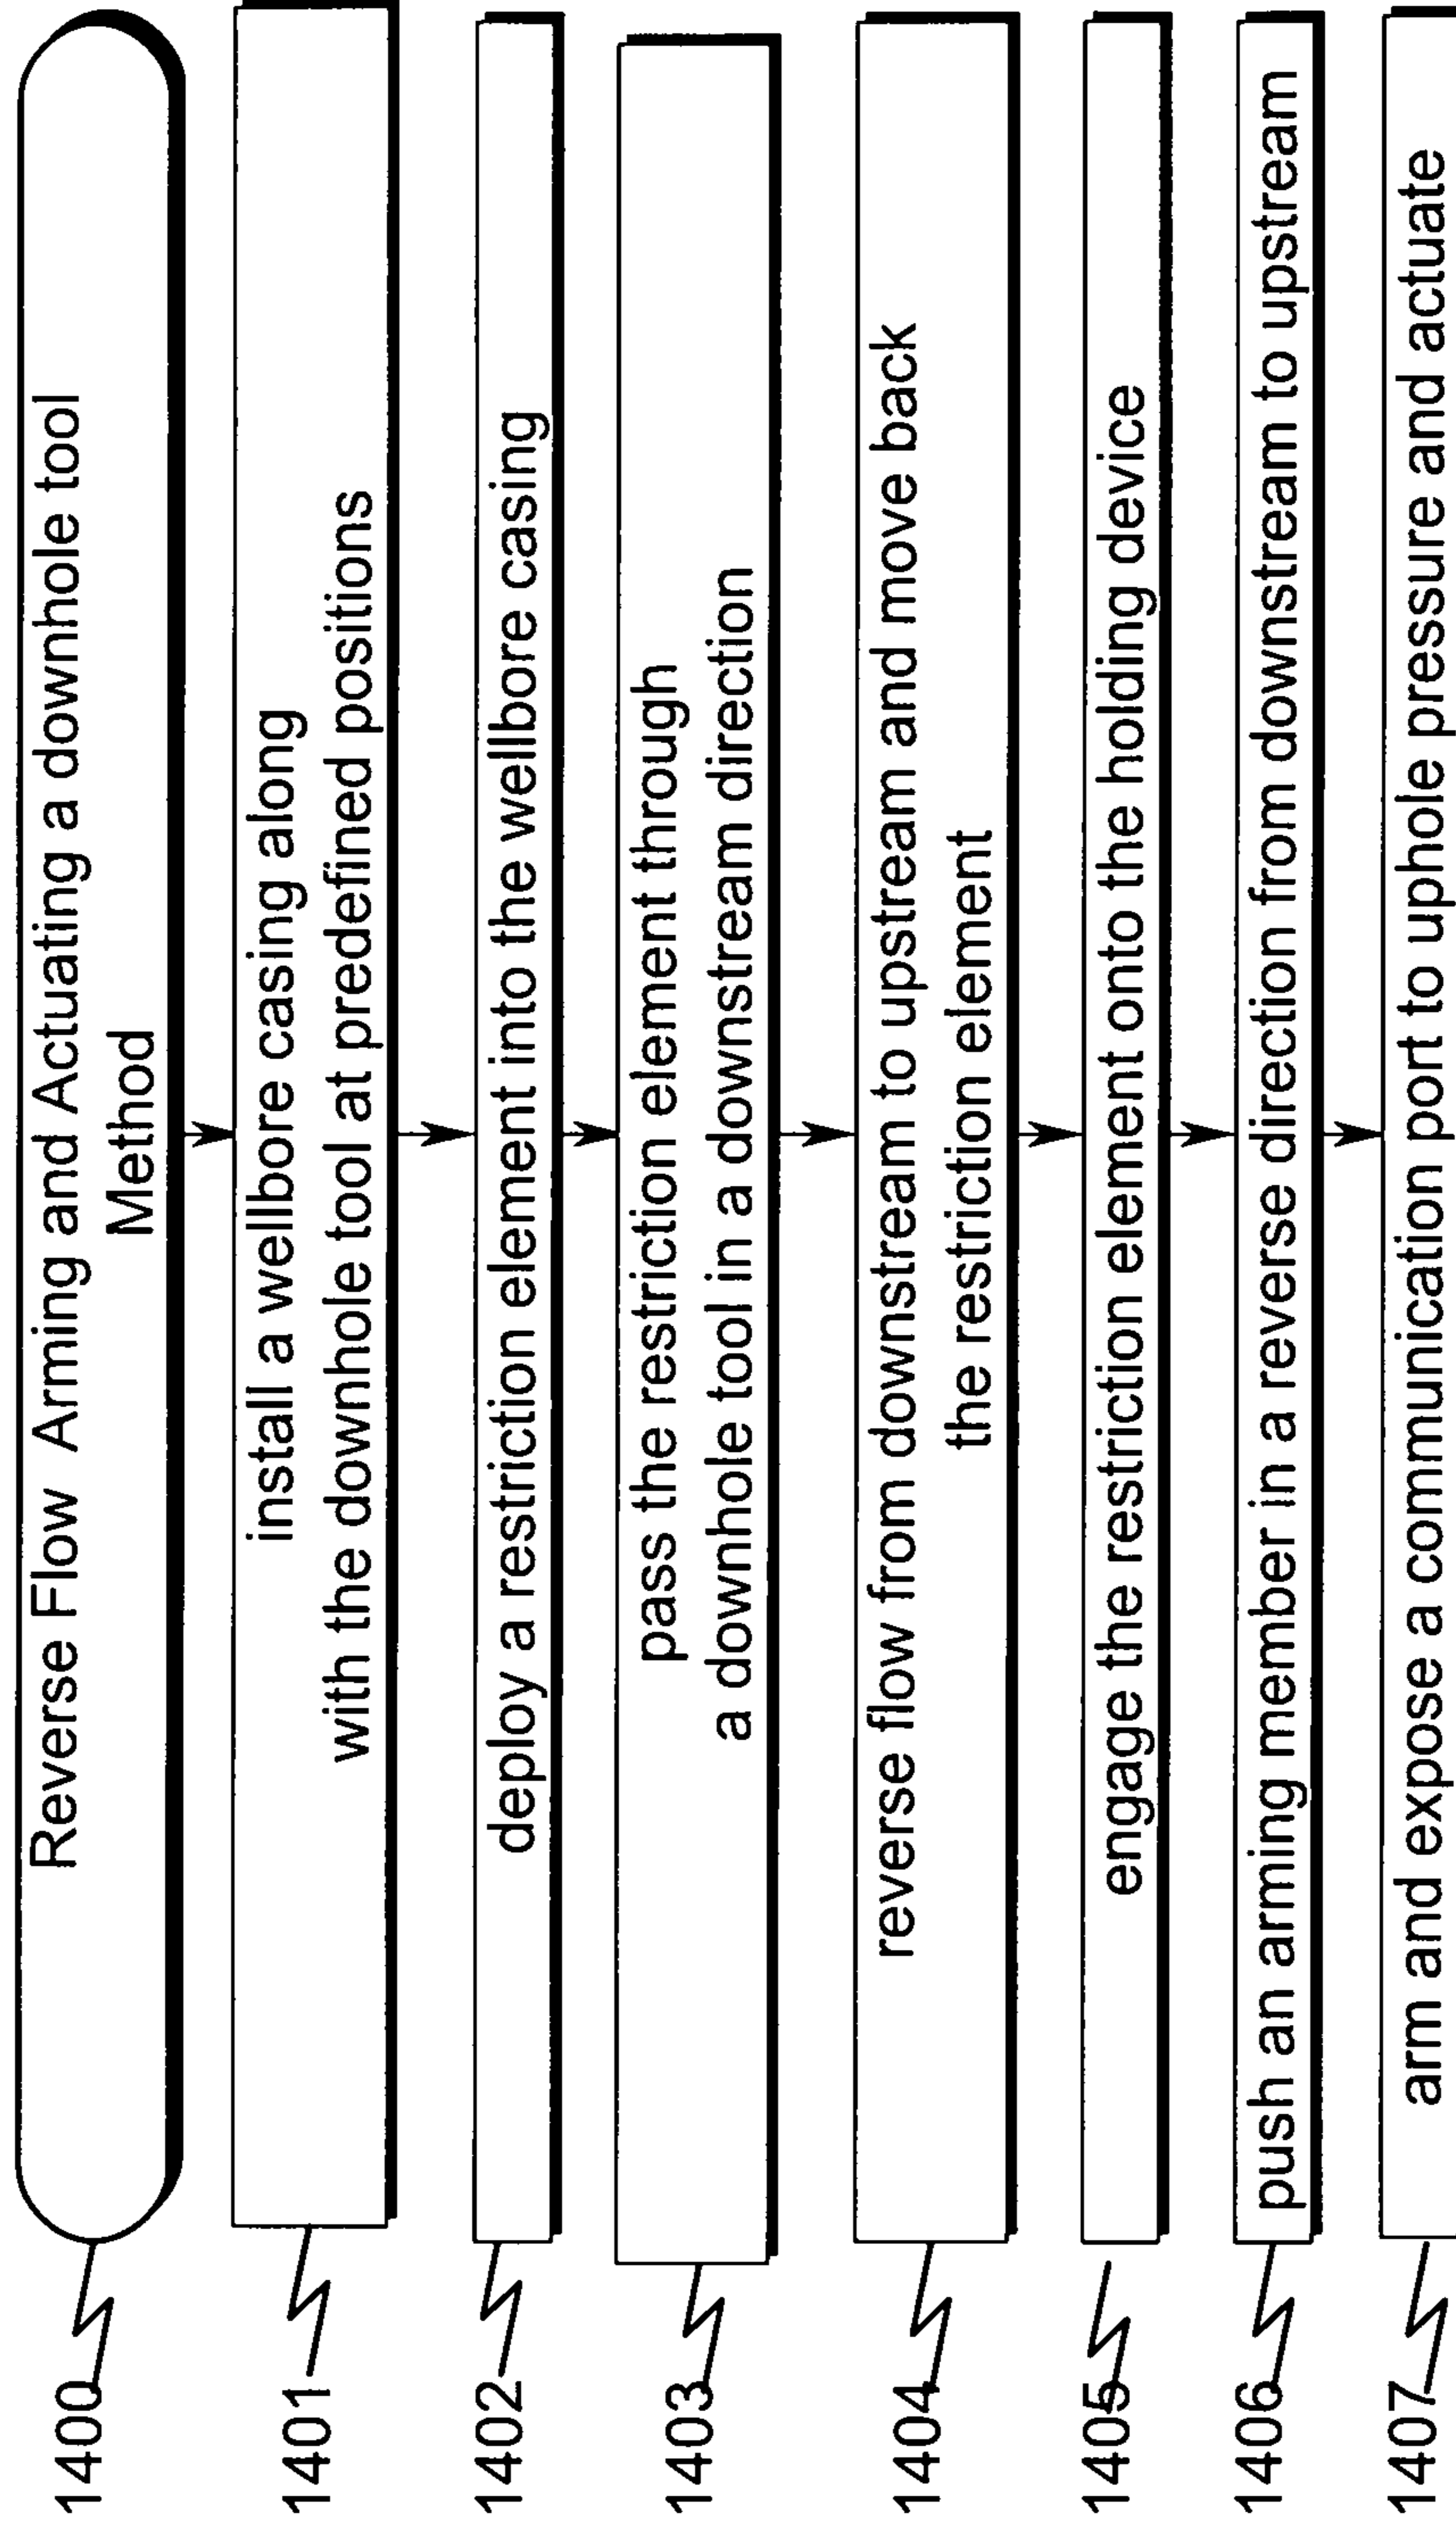 1400
Reverse Flow Arming and Actuating a downhole tool
Method
1401
install a wellbore casing along
with the downhole tool at predefined positions
1402
deploy a restriction element into the wellbore casing
1403
pass the restriction element through
a downhole tool in a downstream direction
1404
reverse flow from downstream to upstream and move back
the restriction element
1405
engage the restriction element onto the holding device
1406
push an arming member in a reverse direction from downstream to upstream
1407
arm and expose a communication port to uphole pressure and actuate